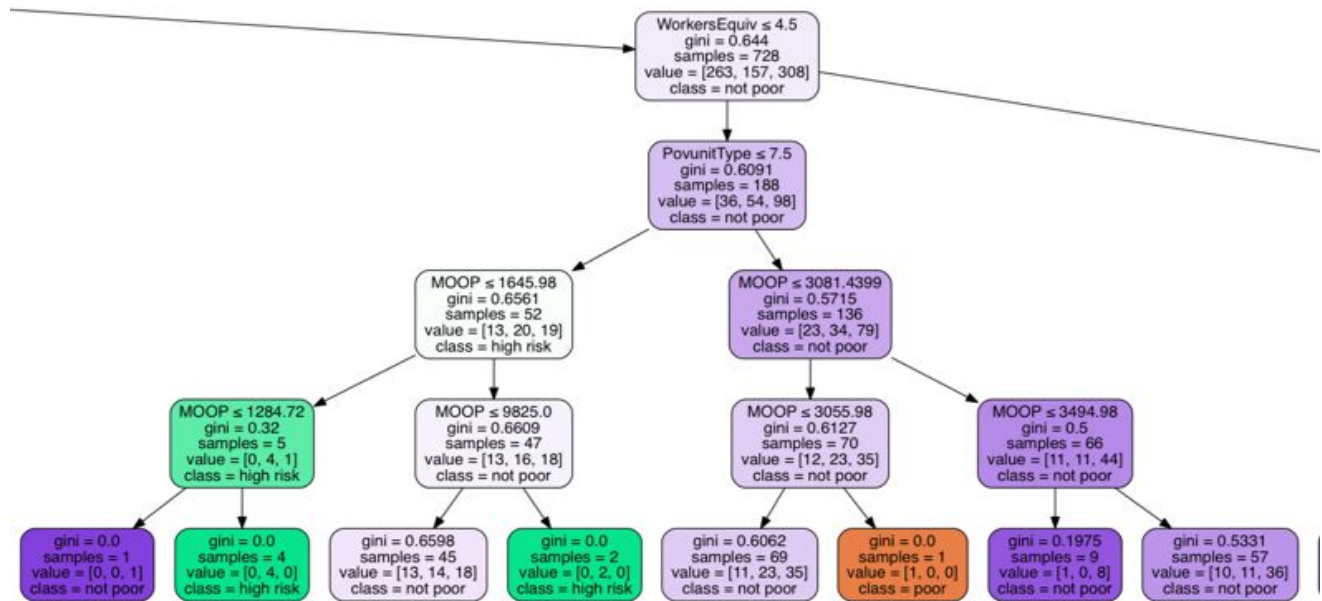 WorkersEquiv ≤ 4.5
gini = 0.644
samples = 728
value = [263, 157, 308]
class = not poor
PovunitType ≤ 7.5
gini = 0.6091
samples = 188
value = [36, 54, 98]
class = not poor
MOOP ≤ 1645.98
gini = 0.6561
samples = 52
value = [13, 20, 19]
class = high risk
MOOP ≤ 3081.4399
gini = 0.5715
samples = 136
value = [23, 34, 79]
class = not poor
MOOP ≤ 1284.72
gini = 0.32
samples = 5
value = [0, 4, 1]
class = high risk
MOOP ≤ 9825.0
gini = 0.6609
samples = 47
value = [13, 16, 18]
class = not poor
MOOP ≤ 3055.98
gini = 0.6127
samples = 70
value = [12, 23, 35]
class = not poor
MOOP ≤ 3494.98
gini = 0.5
samples = 66
value = [11, 11, 44]
class = not poor
gini = 0.0
samples = 1
value = [0, 0, 1]
class = not poor
gini = 0.0
samples = 4
value = [0, 4, 0]
class = high risk
gini = 0.6598
samples = 45
value = [13, 14, 18]
class = not poor
gini = 0.0
samples = 2
value = [0, 2, 0]
class = high risk
gini = 0.6062
samples = 69
value = [11, 23, 35]
class = not poor
gini = 0.0
samples = 1
value = [1, 0, 0]
class = poor
gini = 0.1975
samples = 9
value = [1, 0, 8]
class = not poor
gini = 0.5331
samples = 57
value = [10, 11, 36]
class = not poor